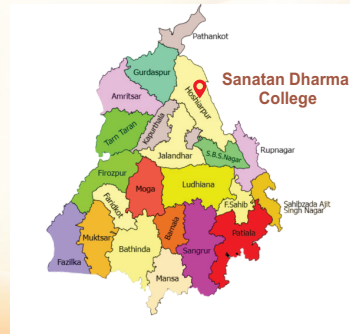 Pathankot
Gurdaspur
Amritsar
Hoshiarpur
Sanatan Dharma
College
Tarn Taran
Kapurthala
Jalandhar
S.B.S.Nagar
Rupnagar
Firozpur
Moga
Ludhiana
Faridkot
F.Sahib
Sahibzada Ajit
Singh Nagar
Fazilka
Muktsar
Bathinda
Barnala
Sangrur
Patiala
Mansa